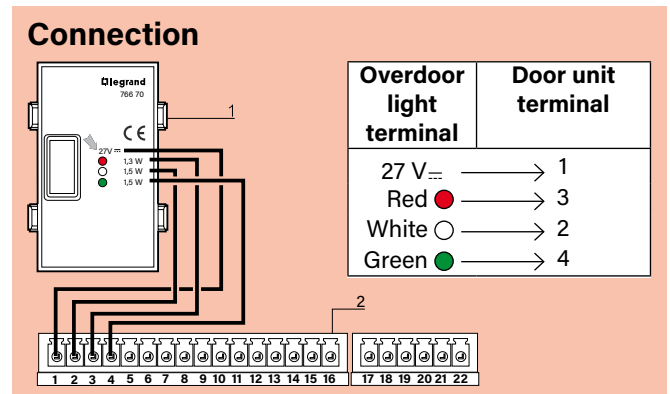 Connection
legrand
766 70
CE
27V ⎓
1,3 W
1,5 W
1,5 W
1
Overdoor light terminal
Door unit terminal
27 V⎓ → 1
Red → 3
White → 2
Green → 4
2
1 2 3 4 5 6 7 8 9 10 11 12 13 14 15 16
17 18 19 20 21 22